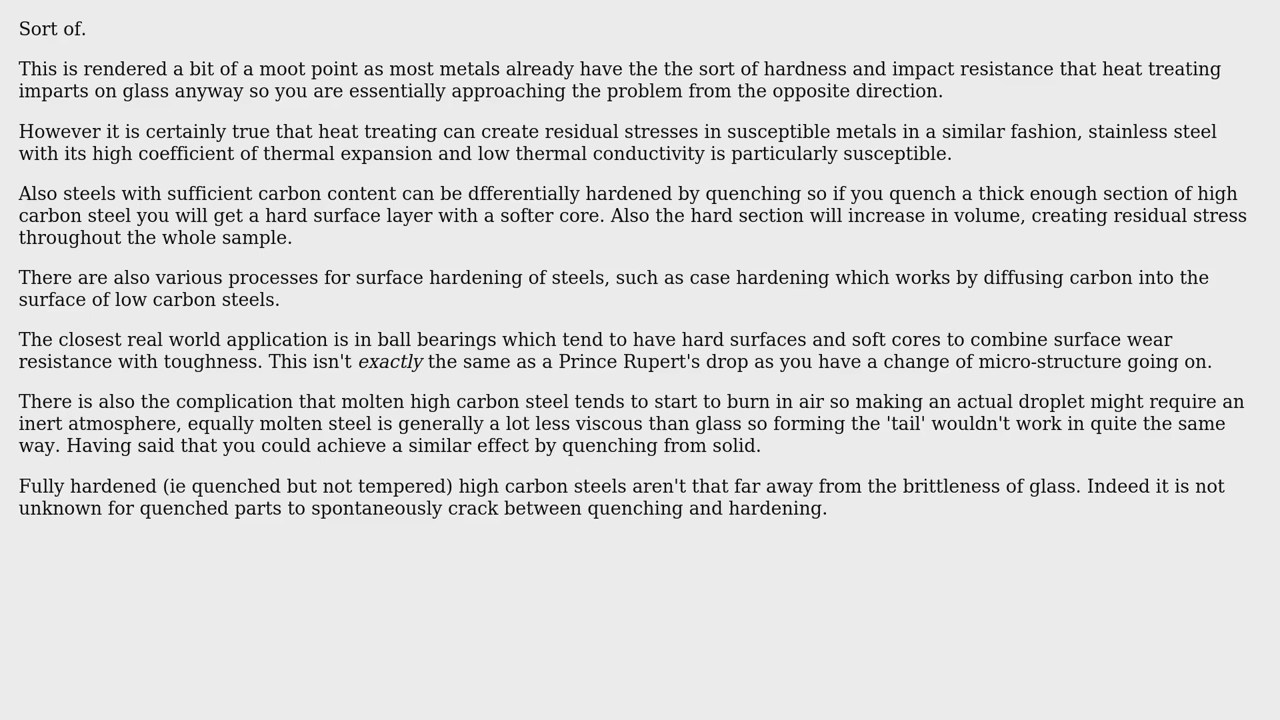 Sort of.
This is rendered a bit of a moot point as most metals already have the the sort of hardness and impact resistance that heat treating
imparts on glass anyway so you are essentially approaching the problem from the opposite direction.
However it is certainly true that heat treating can create residual stresses in susceptible metals in a similar fashion, stainless steel
with its high coefficient of thermal expansion and low thermal conductivity is particularly susceptible.
Also steels with sufficient carbon content can be dfferentially hardened by quenching so if you quench a thick enough section of high
carbon steel you will get a hard surface layer with a softer core. Also the hard section will increase in volume, creating residual stress
throughout the whole sample.
There are also various processes for surface hardening of steels, such as case hardening which works by diffusing carbon into the
surface of low carbon steels.
The closest real world application is in ball bearings which tend to have hard surfaces and soft cores to combine surface wear
resistance with toughness. This isn't exactly the same as a Prince Rupert's drop as you have a change of micro-structure going on.
There is also the complication that molten high carbon steel tends to start to burn in air so making an actual droplet might require an
inert atmosphere, equally molten steel is generally a lot less viscous than glass so forming the 'tail' wouldn't work in quite the same
way. Having said that you could achieve a similar effect by quenching from solid.
Fully hardened (ie quenched but not tempered) high carbon steels aren't that far away from the brittleness of glass. Indeed it is not
unknown for quenched parts to spontaneously crack between quenching and hardening.